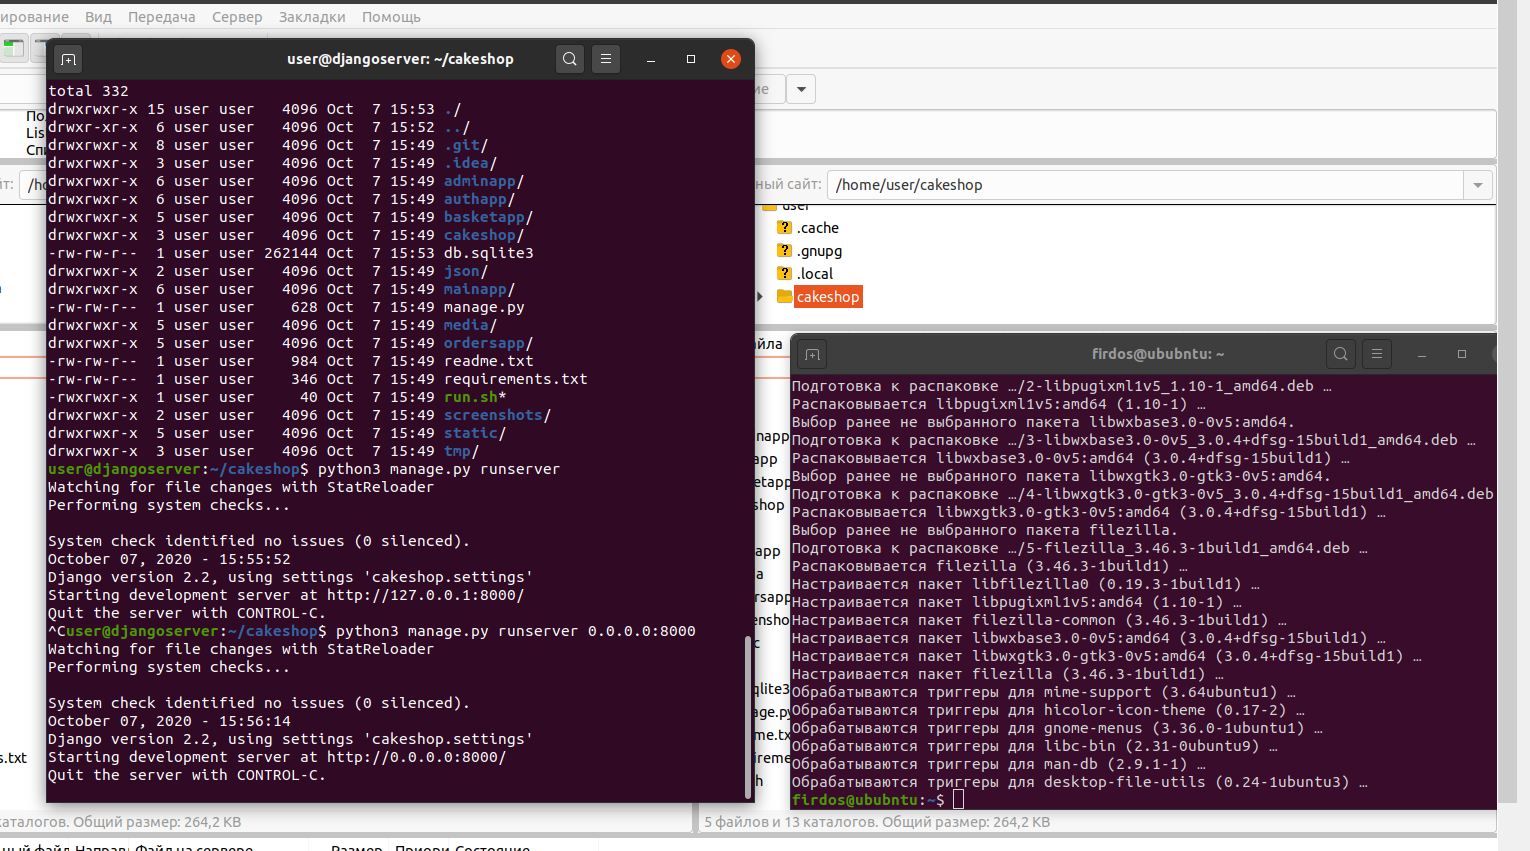 Вид Передача Сервер Закладки Помощь
user@djangoserver: ~/cakeshop
total 332
drwxrwxr-x 15 user user   4096 Oct  7 15:53 ./
drwxr-xr-x  6 user user   4096 Oct  7 15:52 ../
drwxrwxr-x  8 user user   4096 Oct  7 15:49 .git/
drwxrwxr-x  3 user user   4096 Oct  7 15:49 .idea/
drwxrwxr-x  6 user user   4096 Oct  7 15:49 adminapp/
drwxrwxr-x  6 user user   4096 Oct  7 15:49 authapp/
drwxrwxr-x  5 user user   4096 Oct  7 15:49 basketapp/
drwxrwxr-x  3 user user   4096 Oct  7 15:49 cakeshop/
-rw-rw-r--  1 user user 262144 Oct  7 15:53 db.sqlite3
drwxrwxr-x  2 user user   4096 Oct  7 15:49 json/
drwxrwxr-x  6 user user   4096 Oct  7 15:49 mainapp/
-rw-rw-r--  1 user user    628 Oct  7 15:49 manage.py
drwxrwxr-x  5 user user   4096 Oct  7 15:49 media/
drwxrwxr-x  5 user user   4096 Oct  7 15:49 ordersapp/
-rw-rw-r--  1 user user    984 Oct  7 15:49 readme.txt
-rw-rw-r--  1 user user    346 Oct  7 15:49 requirements.txt
-rwxrwxr-x  1 user user     40 Oct  7 15:49 run.sh*
drwxrwxr-x  2 user user   4096 Oct  7 15:49 screenshots/
drwxrwxr-x  5 user user   4096 Oct  7 15:49 static/
drwxrwxr-x  3 user user   4096 Oct  7 15:49 tmp/
user@djangoserver:~/cakeshop$ python3 manage.py runserver
Watching for file changes with StatReloader
Performing system checks...
System check identified no issues (0 silenced).
October 07, 2020 - 15:55:52
Django version 2.2, using settings 'cakeshop.settings'
Starting development server at http://127.0.0.1:8000/
Quit the server with CONTROL-C.
^Cuser@djangoserver:~/cakeshop$ python3 manage.py runserver 0.0.0.0:8000
Watching for file changes with StatReloader
Performing system checks...
System check identified no issues (0 silenced).
October 07, 2020 - 15:56:14
Django version 2.2, using settings 'cakeshop.settings'
Starting development server at http://0.0.0.0:8000/
Quit the server with CONTROL-C.
сайт: /home/user/cakeshop
user
.cache
.gnupg
.local
cakeshop
firdos@ububntu: ~
Подготовка к распаковке …/2-libpugixml1v5_1.10-1_amd64.deb …
Распаковывается libpugixml1v5:amd64 (1.10-1) …
Выбор ранее не выбранного пакета libwxbase3.0-0v5:amd64.
Подготовка к распаковке …/3-libwxbase3.0-0v5_3.0.4+dfsg-15build1_amd64.deb …
Распаковывается libwxbase3.0-0v5:amd64 (3.0.4+dfsg-15build1) …
Выбор ранее не выбранного пакета libwxgtk3.0-gtk3-0v5:amd64.
Подготовка к распаковке …/4-libwxgtk3.0-gtk3-0v5_3.0.4+dfsg-15build1_amd64.deb
Распаковывается libwxgtk3.0-gtk3-0v5:amd64 (3.0.4+dfsg-15build1) …
Выбор ранее не выбранного пакета filezilla.
Подготовка к распаковке …/5-filezilla_3.46.3-1build1_amd64.deb …
Распаковывается filezilla (3.46.3-1build1) …
Настраивается пакет libfilezilla0 (0.19.3-1build1) …
Настраивается пакет libpugixml1v5:amd64 (1.10-1) …
Настраивается пакет filezilla-common (3.46.3-1build1) …
Настраивается пакет libwxbase3.0-0v5:amd64 (3.0.4+dfsg-15build1) …
Настраивается пакет libwxgtk3.0-gtk3-0v5:amd64 (3.0.4+dfsg-15build1) …
Настраивается пакет filezilla (3.46.3-1build1) …
Обрабатываются триггеры для mime-support (3.64ubuntu1) …
Обрабатываются триггеры для hicolor-icon-theme (0.17-2) …
Обрабатываются триггеры для gnome-menus (3.36.0-1ubuntu1) …
Обрабатываются триггеры для libc-bin (2.31-0ubuntu9) …
Обрабатываются триггеры для man-db (2.9.1-1) …
Обрабатываются триггеры для desktop-file-utils (0.24-1ubuntu3) …
firdos@ububntu:~$
каталогов. Общий размер: 264,2 KB
5 файлов и 13 каталогов. Общий размер: 264,2 KB
Файл на сервере Размер Состояние